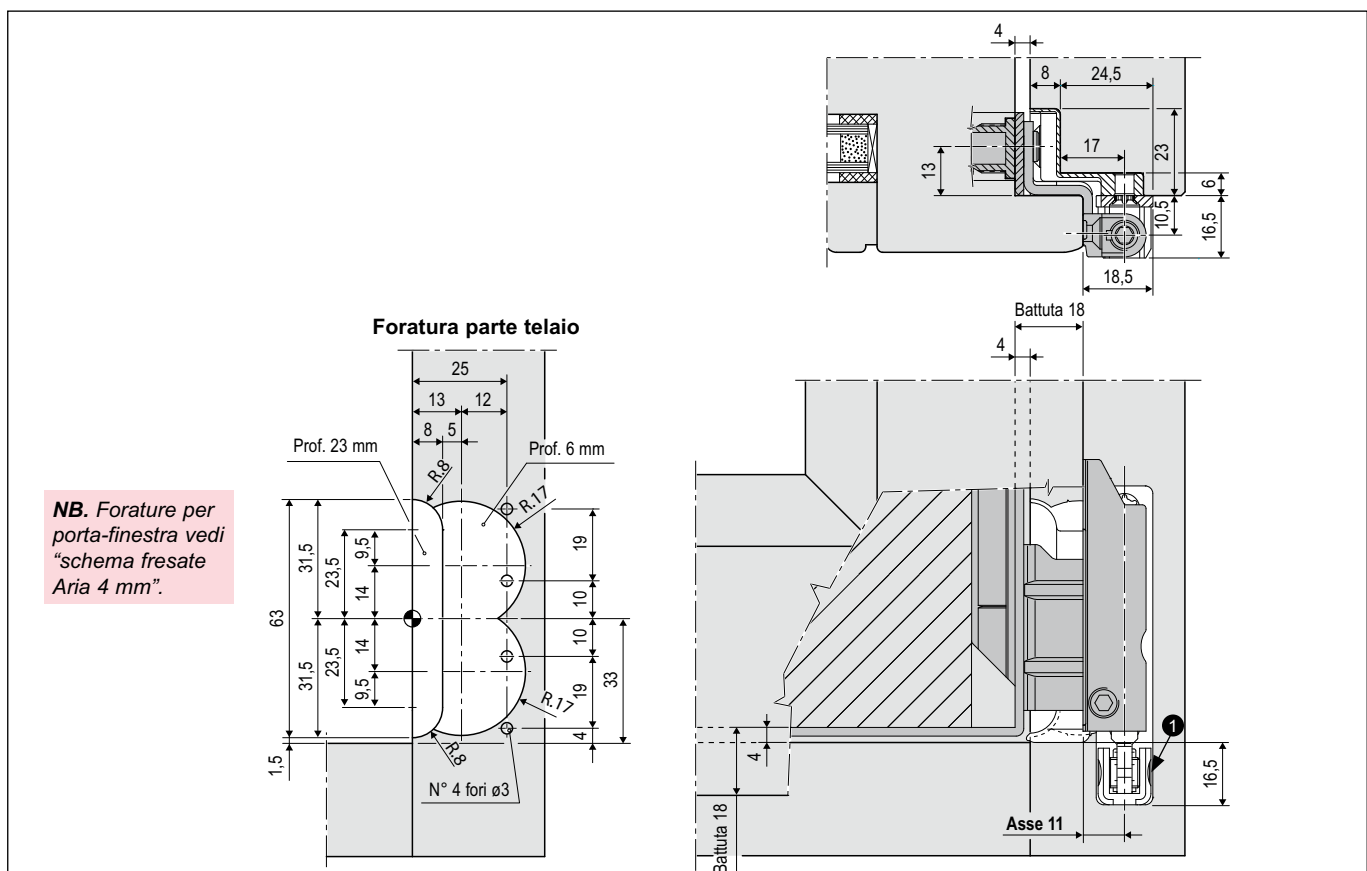 4
8
24,5
17
23
6
13
10,5
16,5
18,5
Battuta 18
4
Foratura parte telaio
25
13
12
8
5
Prof. 23 mm
Prof. 6 mm
R.8
R.17
NB. Forature per
porta-finestra vedi
“schema fresate
Aria 4 mm”.
63
31,5
23,5
9,5
14
19
10
31,5
23,5
14
9,5
10
19
33
R.17
4
R.8
1,5
N° 4 fori ø3
4
Battuta 18
1
16,5
Asse 11